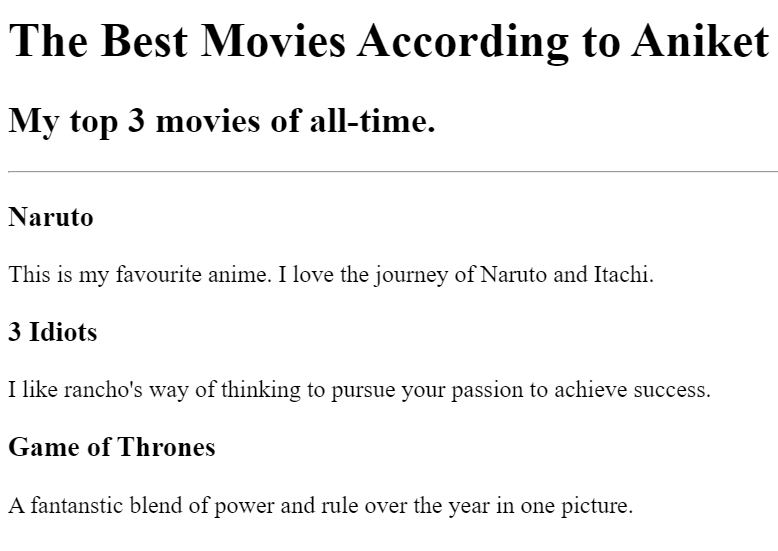 The Best Movies According to Aniket
My top 3 movies of all-time.
Naruto
This is my favourite anime. I love the journey of Naruto and Itachi.
3 Idiots
I like rancho's way of thinking to pursue your passion to achieve success.
Game of Thrones
A fantanstic blend of power and rule over the year in one picture.